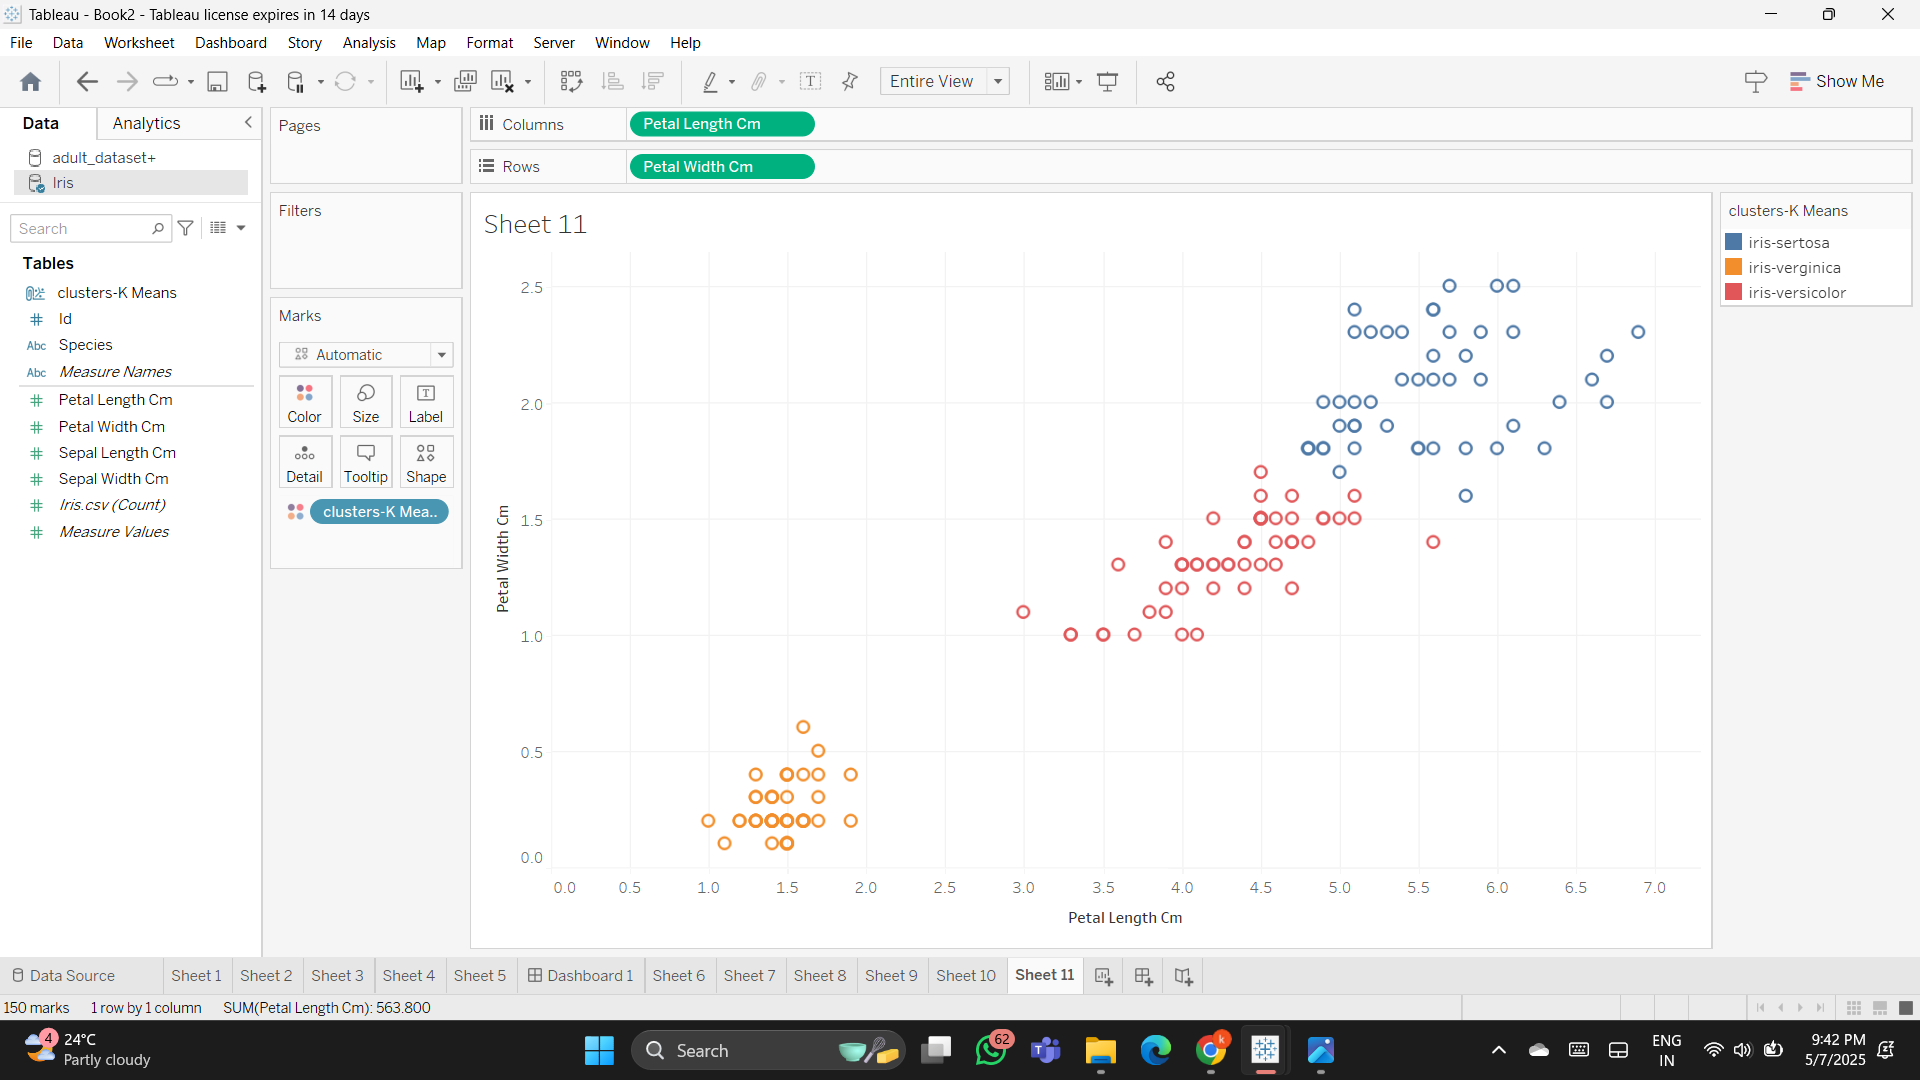 Tableau - Book2 - Tableau license expires in 14 days
File Data Worksheet Dashboard Story Analysis Map Format Server Window Help
Entire View
Show Me
Data Analytics
adult_dataset+
Iris
Search
Tables
clusters-K Means
Id
Abc Species
Abc Measure Names
Petal Length Cm
Petal Width Cm
Sepal Length Cm
Sepal Width Cm
Iris.csv (Count)
Measure Values
Pages
Filters
Marks
Automatic
Color Size Label
Detail Tooltip Shape
clusters-K Mea..
Columns Petal Length Cm
Rows Petal Width Cm
Sheet 11
Petal Width Cm
2.5
2.0
1.5
1.0
0.5
0.0
0.0 0.5 1.0 1.5 2.0 2.5 3.0 3.5 4.0 4.5 5.0 5.5 6.0 6.5 7.0
Petal Length Cm
clusters-K Means
iris-sertosa
iris-verginica
iris-versicolor
Data Source Sheet 1 Sheet 2 Sheet 3 Sheet 4 Sheet 5 Dashboard 1 Sheet 6 Sheet 7 Sheet 8 Sheet 9 Sheet 10 Sheet 11
150 marks 1 row by 1 column SUM(Petal Length Cm): 563.800
4
24°C
Partly cloudy
Search
62
k
ENG
IN
9:42 PM
5/7/2025